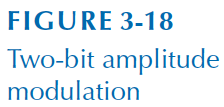 FIGURE 3-18
Two-bit amplitude
modulation